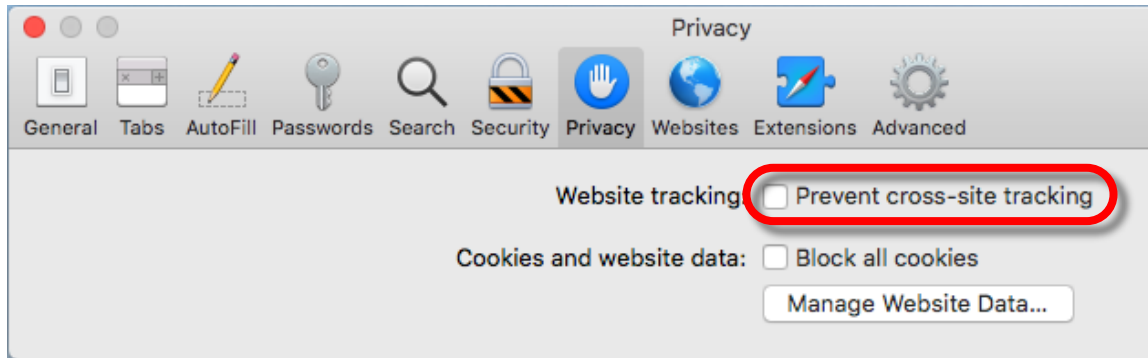 Privacy
General Tabs AutoFill Passwords Search Security Privacy Websites Extensions Advanced
Website tracking: Prevent cross-site tracking
Cookies and website data: Block all cookies
Manage Website Data...